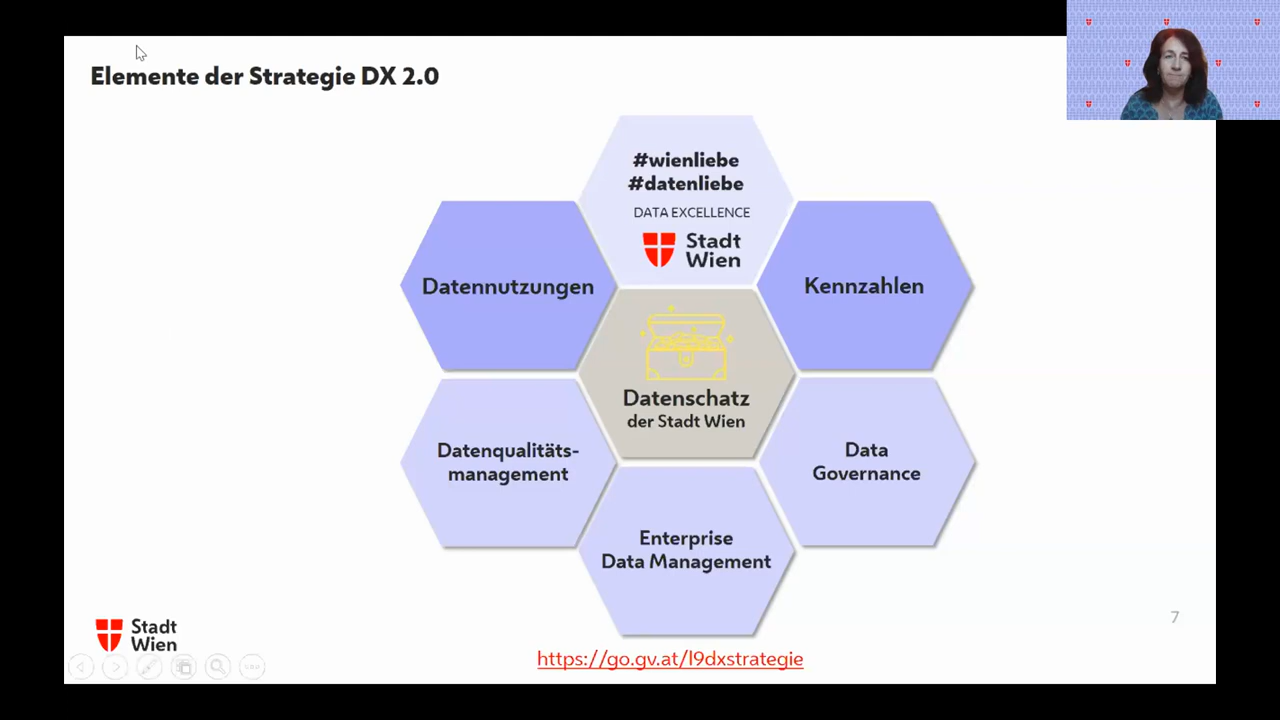 Elemente der Strategie DX 2.0
#wienliebe
#datenliebe
DATA EXCELLENCE
Stadt
Wien
Datennutzungen
Kennzahlen
Datenschatz
der Stadt Wien
Datenqualitäts-
management
Data
Governance
Enterprise
Data Management
7
Stadt
Wien
https://go.gv.at/l9dxstrategie